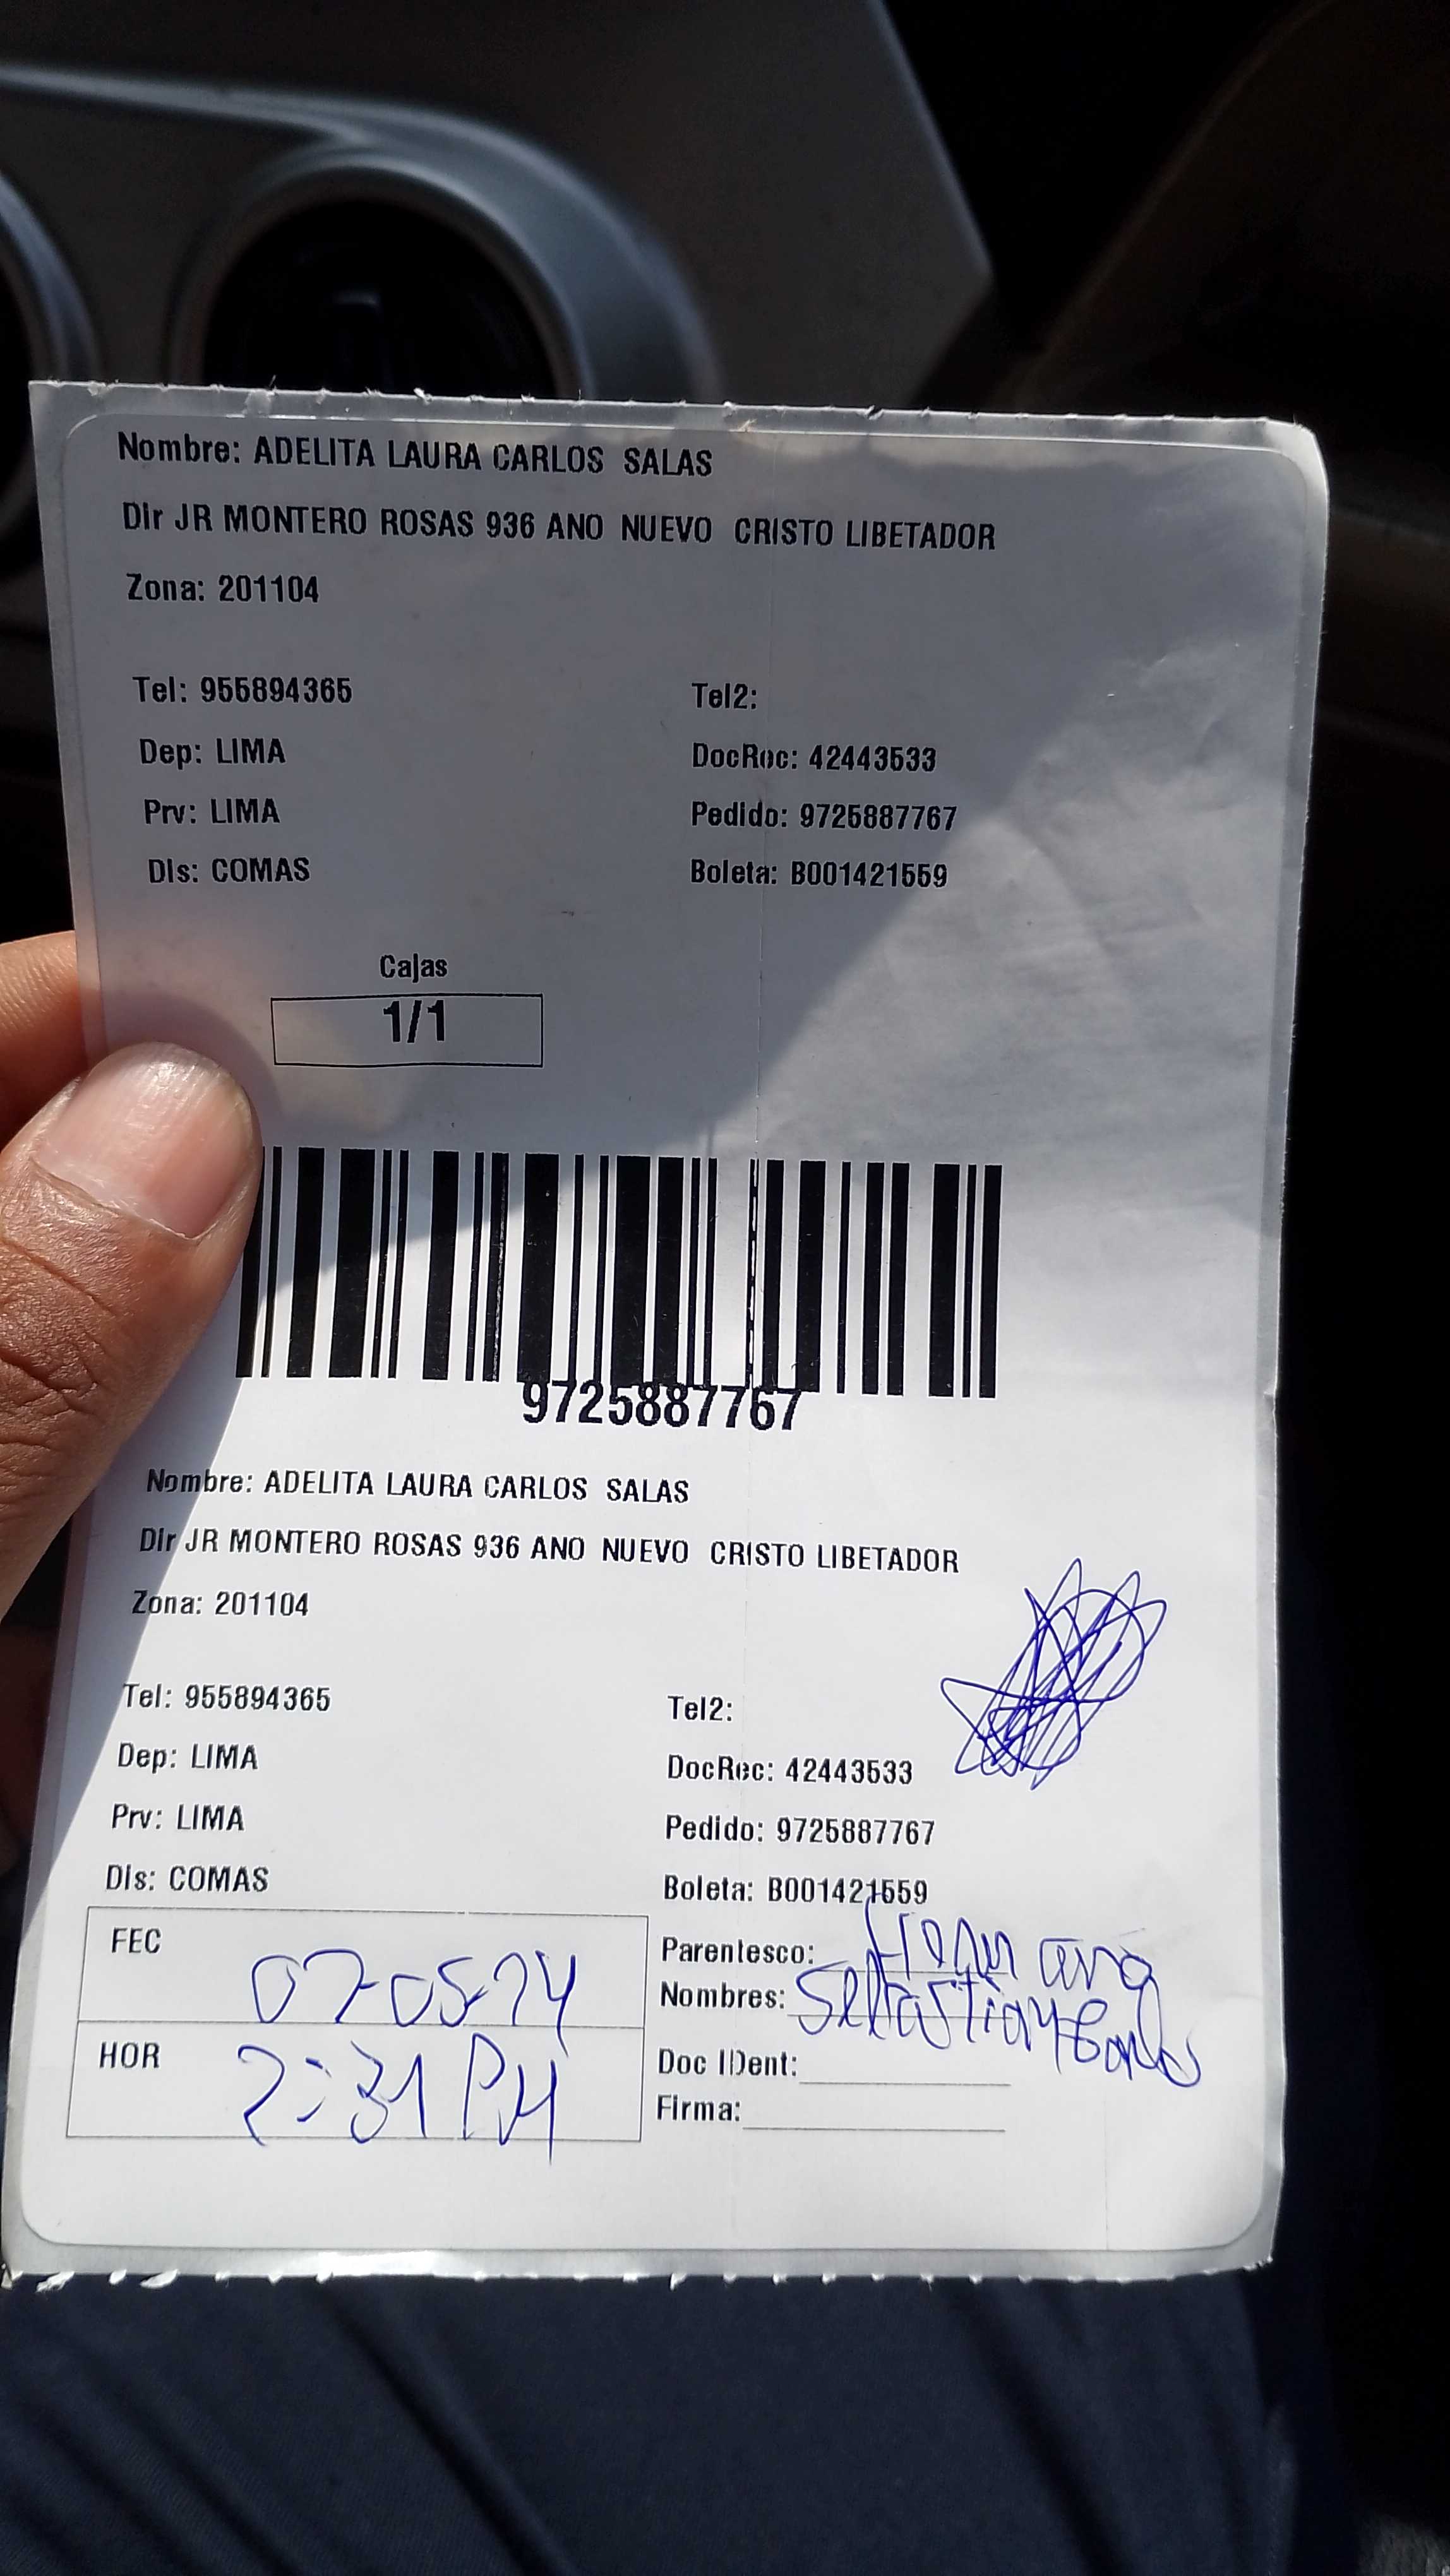 Nombre: ADELITA LAURA CARLOS SALAS
Dir JR MONTERO ROSAS 936 ANO NUEVO CRISTO LIBETADOR
Zona: 201104
Tel: 955894365 Tel2:
Dep: LIMA DocRec: 42443533
Prv: LIMA Pedido: 9725887767
Dis: COMAS Boleta: B001421559
Cajas
1/1
9725887767
Nombre: ADELITA LAURA CARLOS SALAS
Dir JR MONTERO ROSAS 936 ANO NUEVO CRISTO LIBETADOR
Zona: 201104
Tel: 955894365 Tel2:
Dep: LIMA DocRec: 42443533
Prv: LIMA Pedido: 9725887767
Dis: COMAS Boleta: B001421559
FEC 07-05-24 Parentesco:
Nombres: Sebastian
HOR 2:31 PM Doc IDent:
Firma: